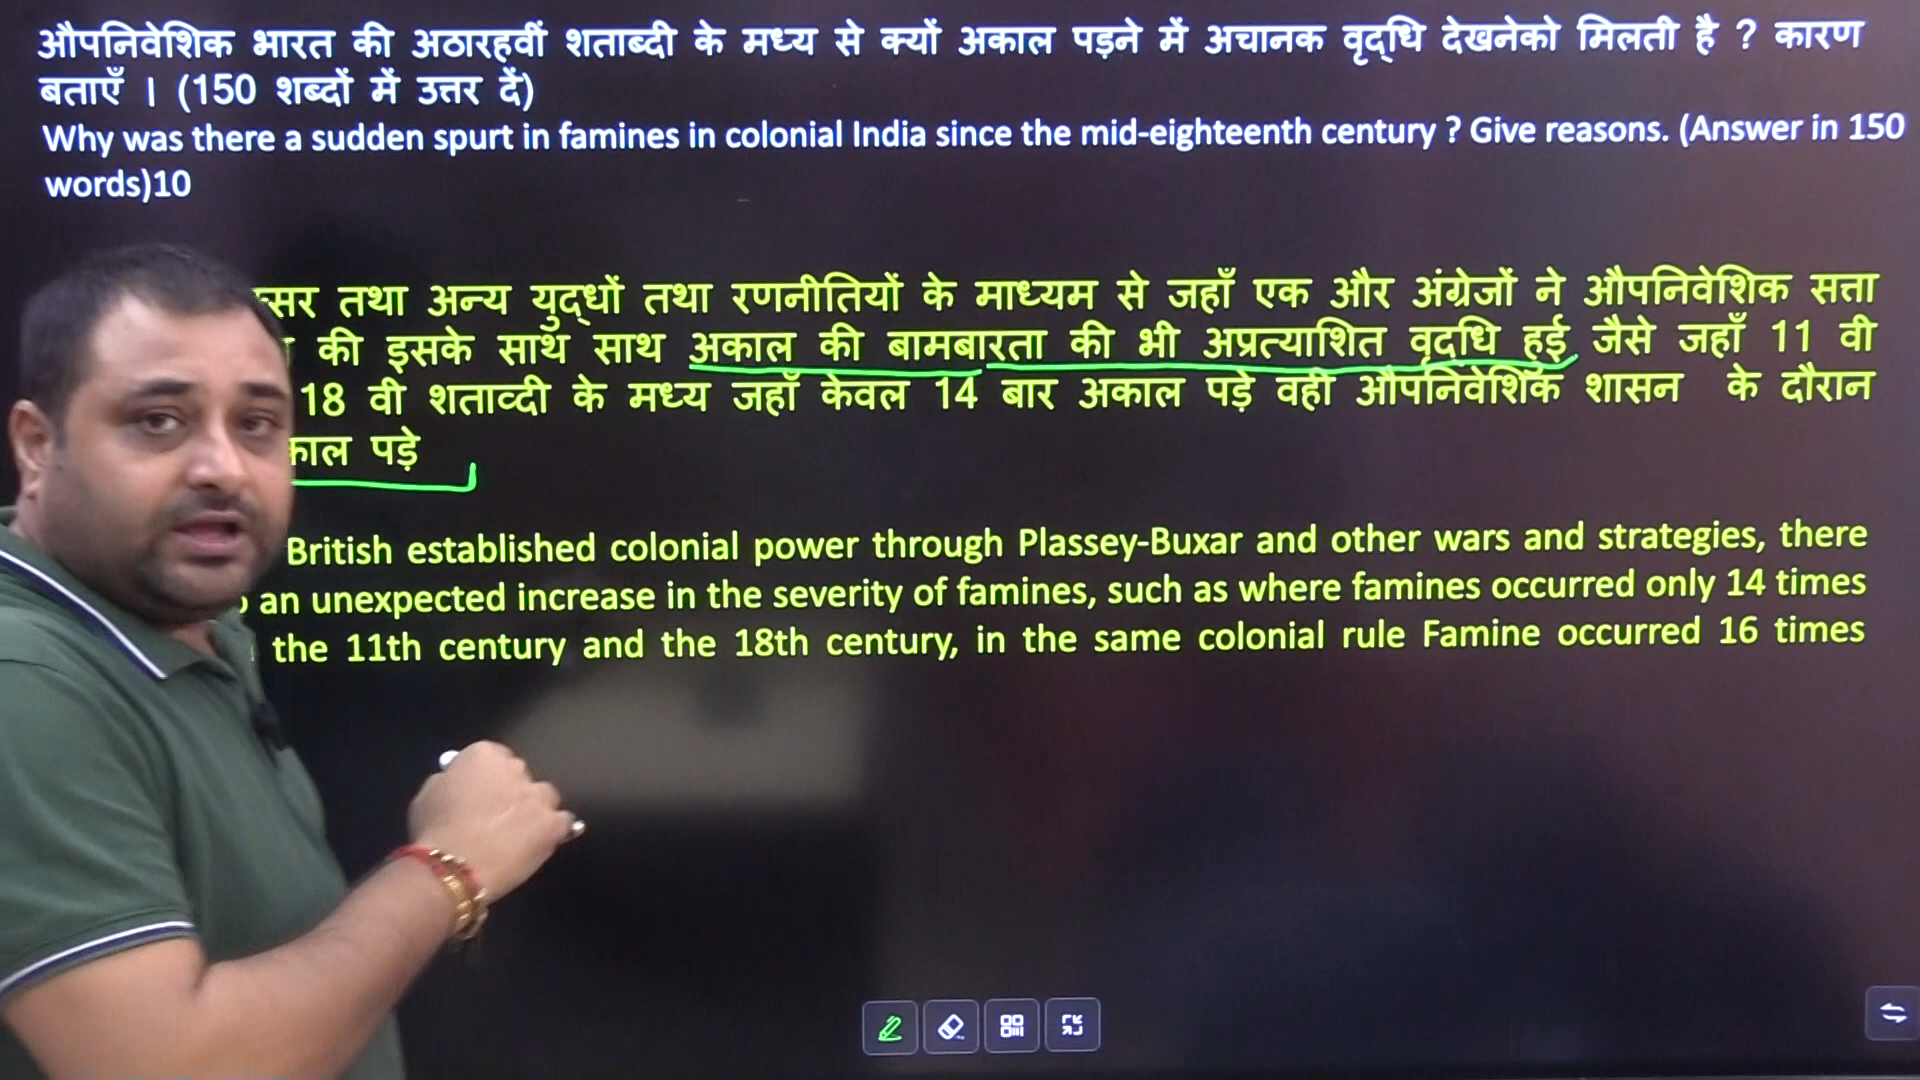 औपनिवेशिक भारत की अठारहवीं शताब्दी के मध्य से क्यों अकाल पड़ने में अचानक वृद्धि देखनेको मिलती है ? कारण
बताएँ । (150 शब्दों में उत्तर दें)
Why was there a sudden spurt in famines in colonial India since the mid-eighteenth century ? Give reasons. (Answer in 150
words)10
तथा अन्य युद्धों तथा रणनीतियों के माध्यम से जहाँ एक और अंग्रेजों ने औपनिवेशिक सत्ता
की इसके साथ साथ अकाल की बामबारता की भी अप्रत्याशित वृद्धि हुई जैसे जहाँ 11 वी
18 वी शताव्दी के मध्य जहाँ केवल 14 बार अकाल पड़े वही औपनिवेशिक शासन के दौरान
पड़े
British established colonial power through Plassey-Buxar and other wars and strategies, there
an unexpected increase in the severity of famines, such as where famines occurred only 14 times
the 11th century and the 18th century, in the same colonial rule Famine occurred 16 times